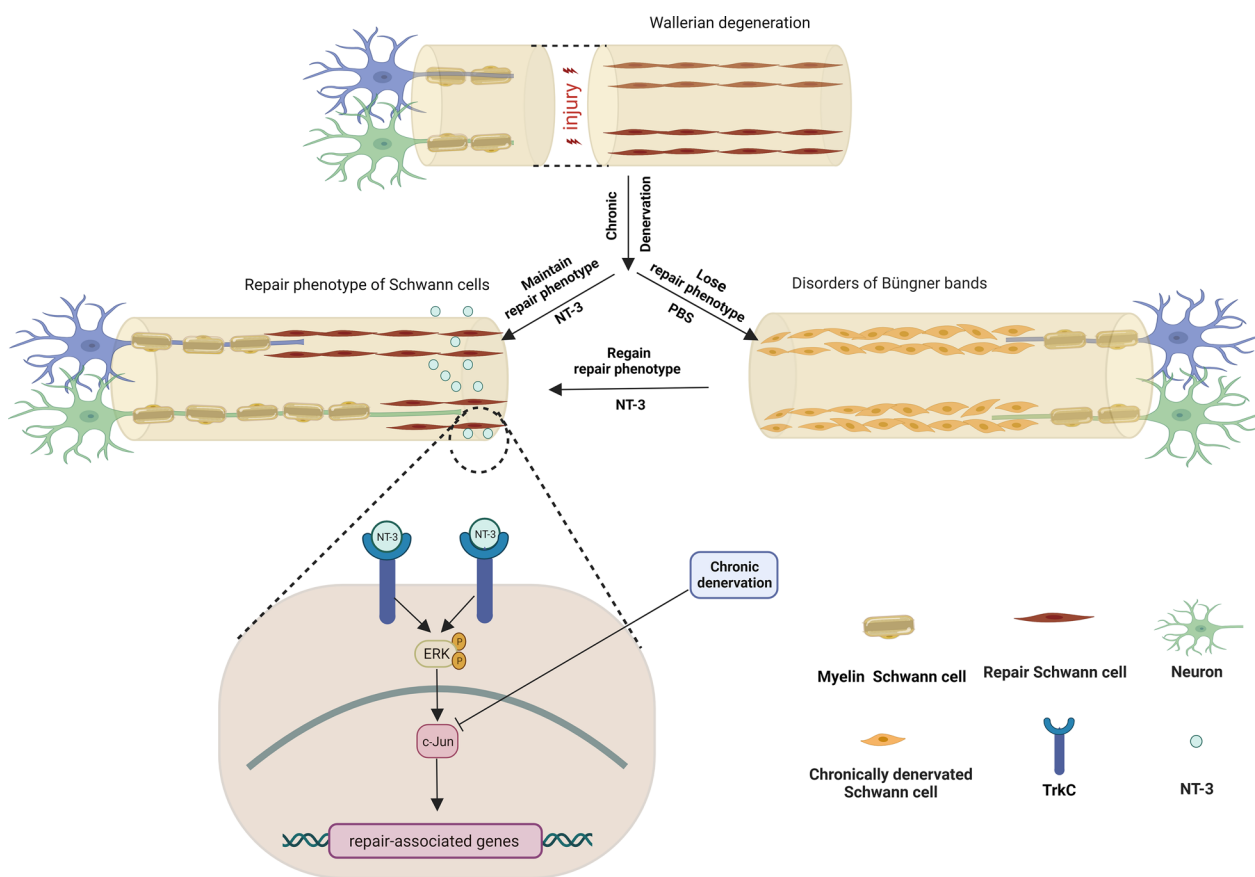 Wallerian degeneration
injury
Chronic
Denervation
Maintain
repair phenotype
NT-3
Lose
repair phenotype
PBS
Repair phenotype of Schwann cells
Disorders of Büngner bands
Regain
repair phenotype
NT-3
NT-3
NT-3
Chronic
denervation
ERK
P
P
c-Jun
repair-associated genes
Myelin Schwann cell
Repair Schwann cell
Neuron
Chronically denervated
Schwann cell
TrkC
NT-3